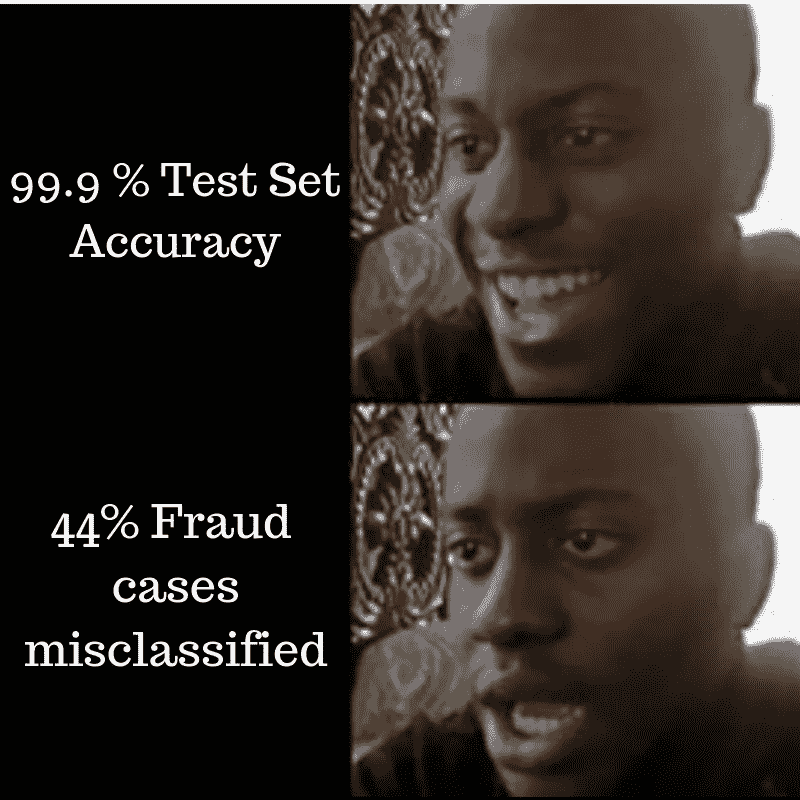 99.9 % Test Set
Accuracy
44% Fraud
cases
misclassified